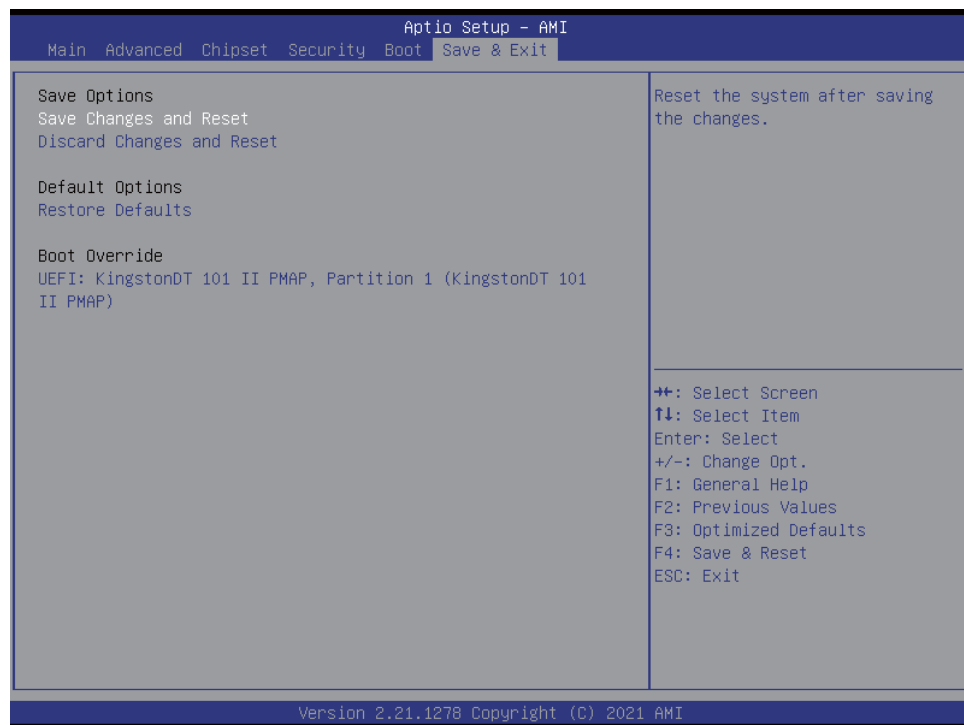 Aptio Setup – AMI
Main Advanced Chipset Security Boot Save & Exit
Save Options
Save Changes and Reset
Discard Changes and Reset
Default Options
Restore Defaults
Boot Override
UEFI: KingstonDT 101 II PMAP, Partition 1 (KingstonDT 101
II PMAP)
Reset the system after saving
the changes.
→←: Select Screen
↑↓: Select Item
Enter: Select
+/-: Change Opt.
F1: General Help
F2: Previous Values
F3: Optimized Defaults
F4: Save & Reset
ESC: Exit
Version 2.21.1278 Copyright (C) 2021 AMI